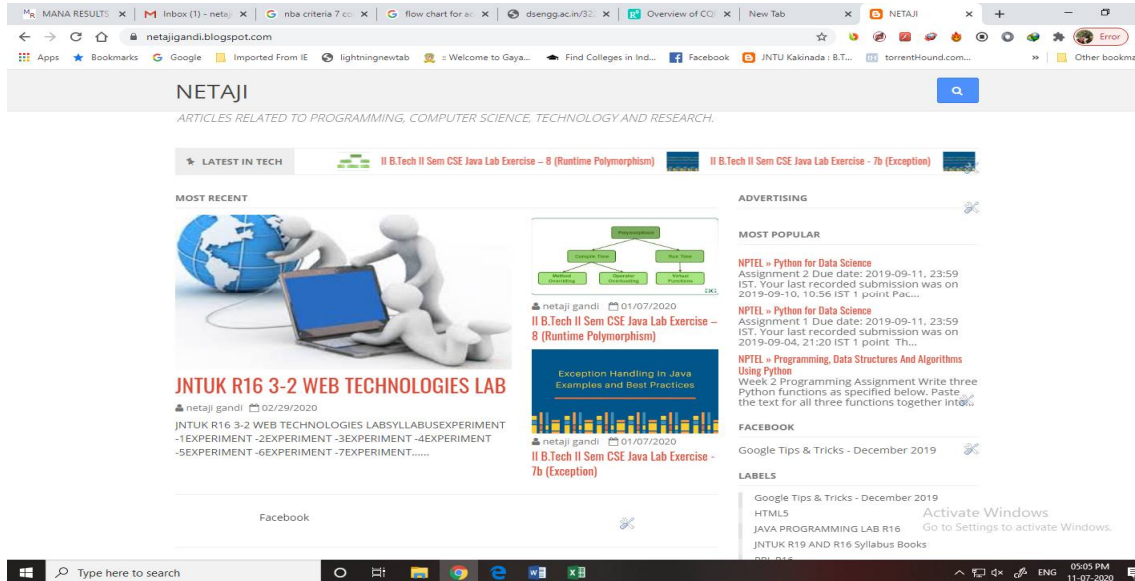 MANA RESULTS
Inbox (1) - netaj
nba criteria 7 co
flow chart for ac
dsengg.ac.in/32
Overview of CO
New Tab
NETAJI
netajigandi.blogspot.com
Error
Apps
Bookmarks
Google
Imported From IE
lightningnewtab
:: Welcome to Gaya...
Find Colleges in Ind...
Facebook
JNTU Kakinada : B.T...
torrentHound.com...
»
Other bookma
NETAJI
ARTICLES RELATED TO PROGRAMMING, COMPUTER SCIENCE, TECHNOLOGY AND RESEARCH.
LATEST IN TECH
II B.Tech II Sem CSE Java Lab Exercise – 8 (Runtime Polymorphism)
II B.Tech II Sem CSE Java Lab Exercise - 7b (Exception)
MOST RECENT
JNTUK R16 3-2 WEB TECHNOLOGIES LAB
netaji gandi 02/29/2020
JNTUK R16 3-2 WEB TECHNOLOGIES LABSYLLABUSEXPERIMENT
-1EXPERIMENT -2EXPERIMENT -3EXPERIMENT -4EXPERIMENT
-5EXPERIMENT -6EXPERIMENT -7EXPERIMENT......
Compile Time
Run Time
Method
Overriding
Operator
Overloading
Virtual
Functions
netaji gandi 01/07/2020
II B.Tech II Sem CSE Java Lab Exercise –
8 (Runtime Polymorphism)
Exception Handling in Java
Examples and Best Practices
netaji gandi 01/07/2020
II B.Tech II Sem CSE Java Lab Exercise -
7b (Exception)
Facebook
ADVERTISING
MOST POPULAR
NPTEL » Python for Data Science
Assignment 2 Due date: 2019-09-11, 23:59
IST. Your last recorded submission was on
2019-09-10, 10:56 IST 1 point Pac...
NPTEL » Python for Data Science
Assignment 1 Due date: 2019-09-11, 23:59
IST. Your last recorded submission was on
2019-09-04, 21:20 IST 1 point Th...
NPTEL » Programming, Data Structures And Algorithms
Using Python
Week 2 Programming Assignment Write three
Python functions as specified below. Paste
the text for all three functions together into...
FACEBOOK
Google Tips & Tricks - December 2019
LABELS
Google Tips & Tricks - December 2019
HTML5
JAVA PROGRAMMING LAB R16
JNTUK R19 AND R16 Syllabus Books
Activate Windows
Go to Settings to activate Windows.
Type here to search
ENG
05:05 PM
11-07-2020